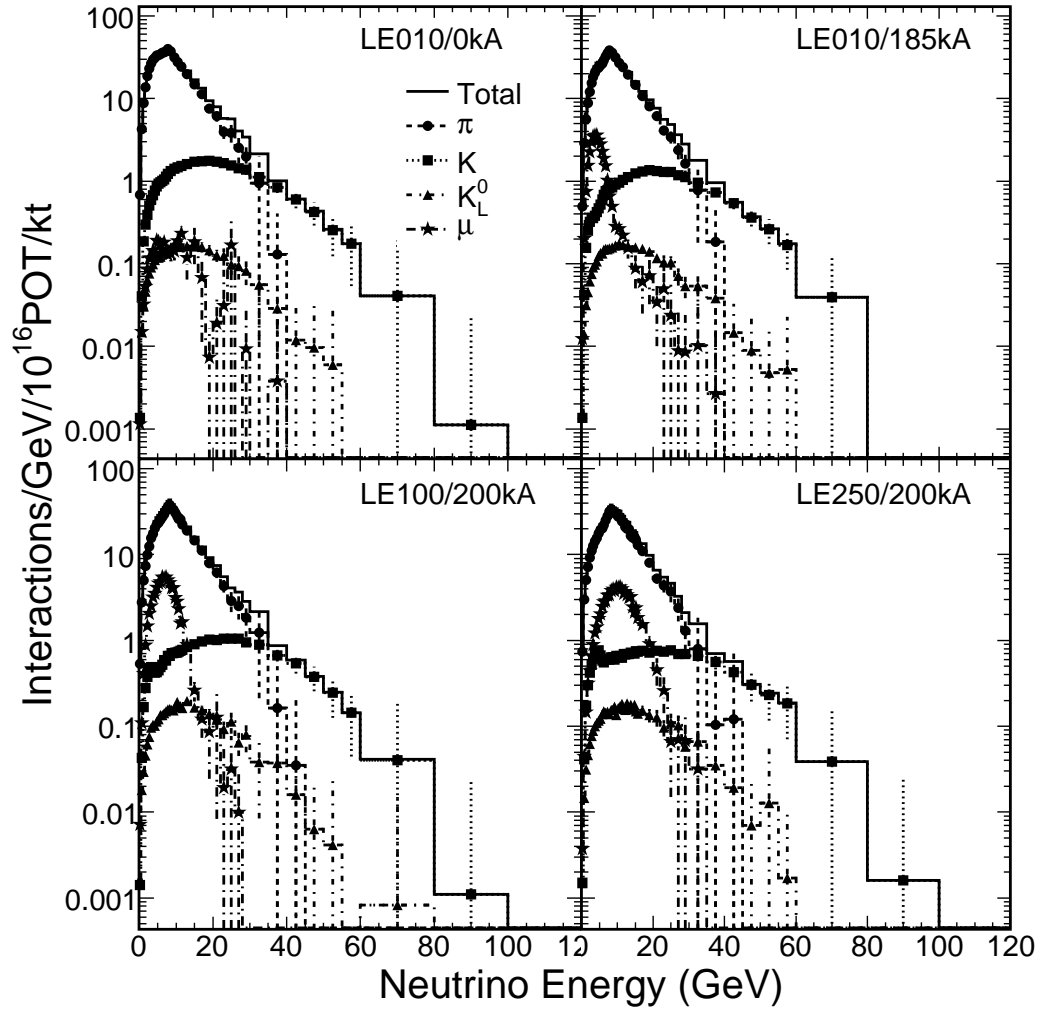 LE010/0kA
LE010/185kA
Total
π
K
K⁰L
μ
100
10
1
0.1
0.01
0.001
Interactions/GeV/10¹⁶POT/kt
LE100/200kA
LE250/200kA
100
10
1
0.1
0.01
0.001
0 20 40 60 80 100 12 20 40 60 80 100 120
Neutrino Energy (GeV)